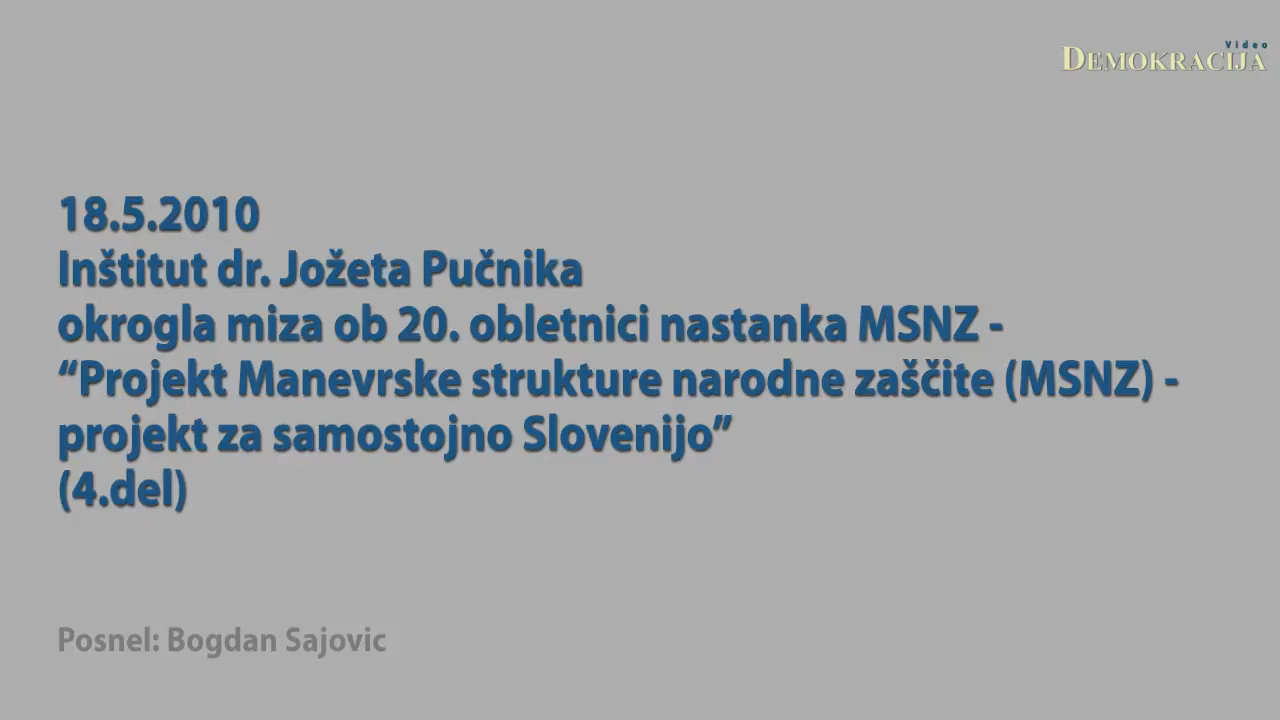 Video
DEMOKRACIJA
18.5.2010
Inštitut dr. Jožeta Pučnika
okrogla miza ob 20. obletnici nastanka MSNZ -
“Projekt Manevrske strukture narodne zaščite (MSNZ) -
projekt za samostojno Slovenijo”
(4.del)
Posnel: Bogdan Sajovic